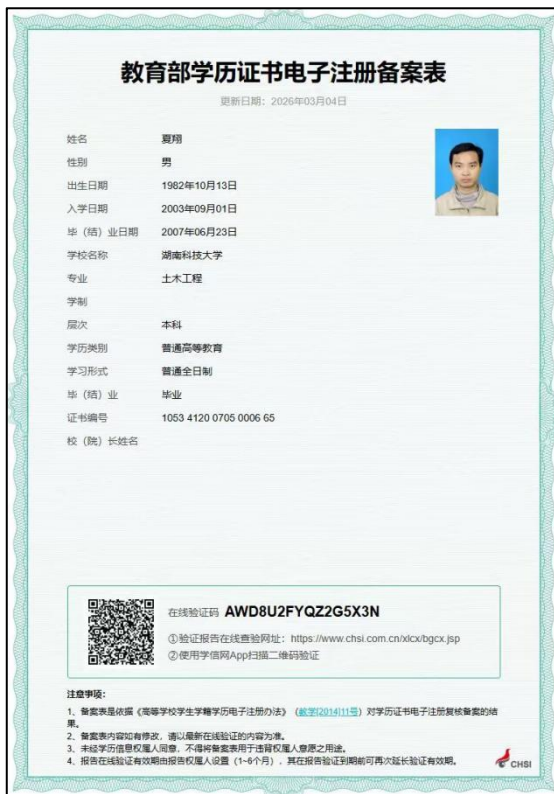 教育部学历证书电子注册备案表
更新日期：2026年03月04日
姓名 夏翔
性别 男
出生日期 1982年10月13日
入学日期 2003年09月01日
毕（结）业日期 2007年06月23日
学校名称 湖南科技大学
专业 土木工程
学制
层次 本科
学历类别 普通高等教育
学习形式 普通全日制
毕（结）业 毕业
证书编号 1053 4120 0705 0006 65
校（院）长姓名
在线验证码 AWD8U2FYQZ2G5X3N
①验证报告在线查验网址：https://www.chsi.com.cn/xlcx/bgcx.jsp
②使用学信网App扫描二维码验证
注意事项：
1、备案表是依据《高等学校学生学籍学历电子注册办法》（教学[2014]11号）对学历证书电子注册复核备案的结
果。
2、备案表内容如有修改，请以最新在线验证的内容为准。
3、未经学历信息权属人同意，不得将备案表用于违背权属人意愿之用途。
4、报告在线验证有效期由报告权属人设置（1~6个月），其在报告验证到期前可再次延长验证有效期。
CHSI